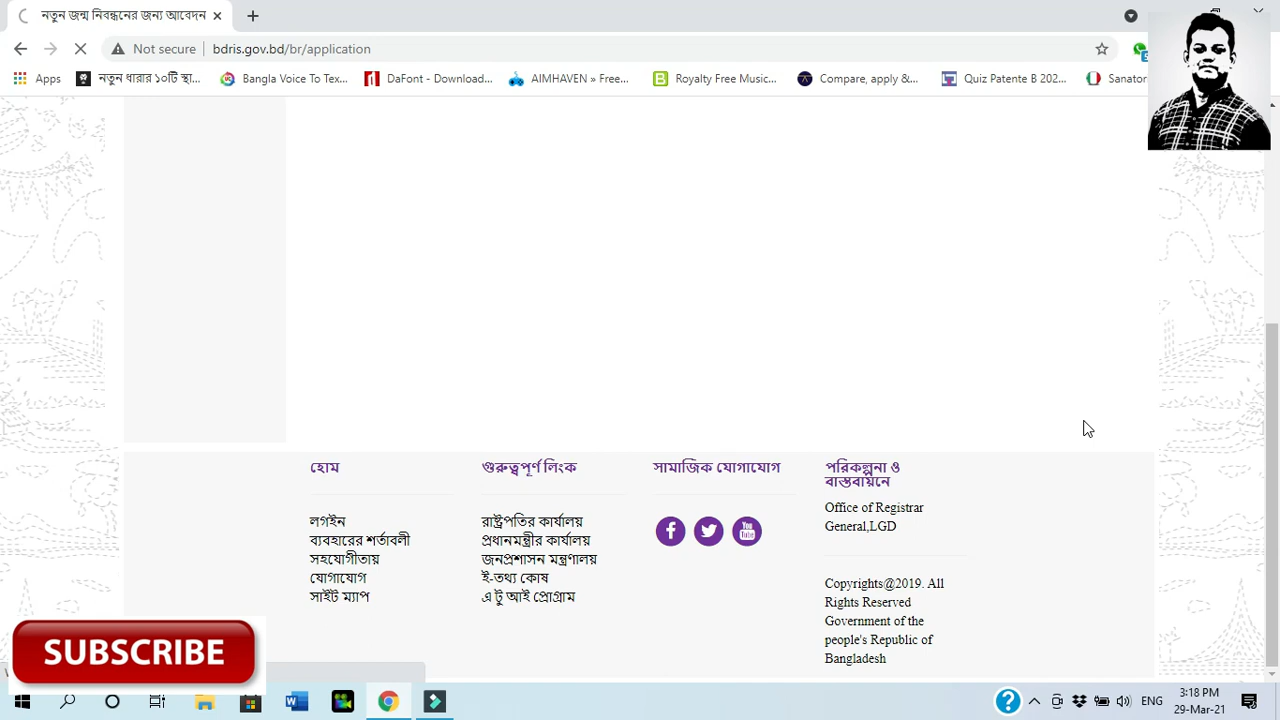 নতুন জন্ম নিবন্ধনের জন্য আবেদন
Not secure bdris.gov.bd/br/application
Apps নতুন ধারার ১০টি স্থা... Bangla Voice To Tex... DaFont - Download... AIMHAVEN » Free... Royalty Free Music... Compare, apply &... Quiz Patente B 202... Sanator
হোম গুরুত্বপূর্ণ লিংক সামাজিক যোগাযোগ পরিকল্পনা ও
বাস্তবায়নে
Office of Registrar
General,LGD
লগইন রাষ্ট্রপতির কার্যালয়
ব্যবহারের শর্তাবলী প্রধানমন্ত্রীর কার্যালয়
সহযোগীতায় জনপ্রশাসন মন্ত্রণালয়
যোগাযোগ ই-তথ্য কোষ
সাইট ম্যাপ এ টু আই প্রোগ্রাম
You
Tube
Copyrights@2019. All
Rights Reserved
Government of the
people's Republic of
Bangladesh
SUBSCRIBE
ENG
3:18 PM
29-Mar-21